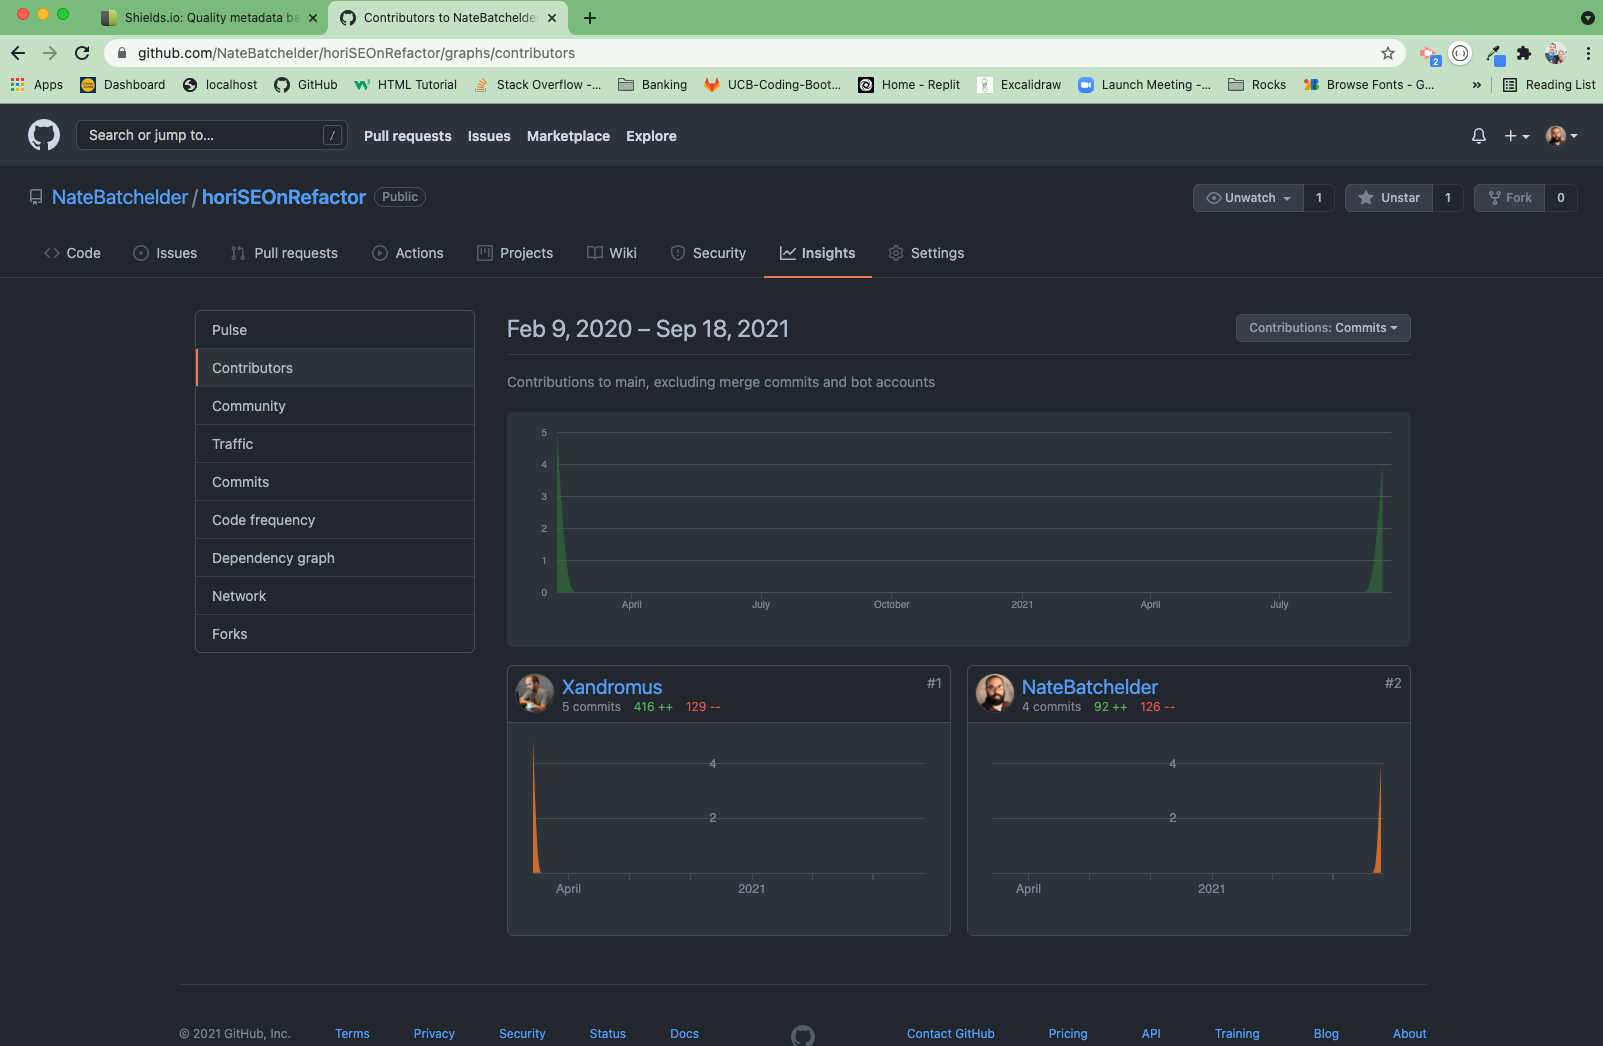 Shields.io: Quality metadata ba
Contributors to NateBatchelder
github.com/NateBatchelder/horiSEOnRefactor/graphs/contributors
2
Apps
Dashboard
localhost
GitHub
HTML Tutorial
Stack Overflow -...
Banking
UCB-Coding-Boot...
Home - Replit
Excalidraw
Launch Meeting -...
Rocks
Browse Fonts - G...
»
Reading List
Search or jump to...
/
Pull requests
Issues
Marketplace
Explore
NateBatchelder / horiSEOnRefactor
Public
Unwatch
1
Unstar
1
Fork
0
Code
Issues
Pull requests
Actions
Projects
Wiki
Security
Insights
Settings
Pulse
Contributors
Community
Traffic
Commits
Code frequency
Dependency graph
Network
Forks
Feb 9, 2020 – Sep 18, 2021
Contributions: Commits
Contributions to main, excluding merge commits and bot accounts
5
4
3
2
1
0
April
July
October
2021
April
July
Xandromus
#1
5 commits 416 ++ 129 --
4
2
April
2021
NateBatchelder
#2
4 commits 92 ++ 126 --
4
2
April
2021
© 2021 GitHub, Inc.
Terms
Privacy
Security
Status
Docs
Contact GitHub
Pricing
API
Training
Blog
About